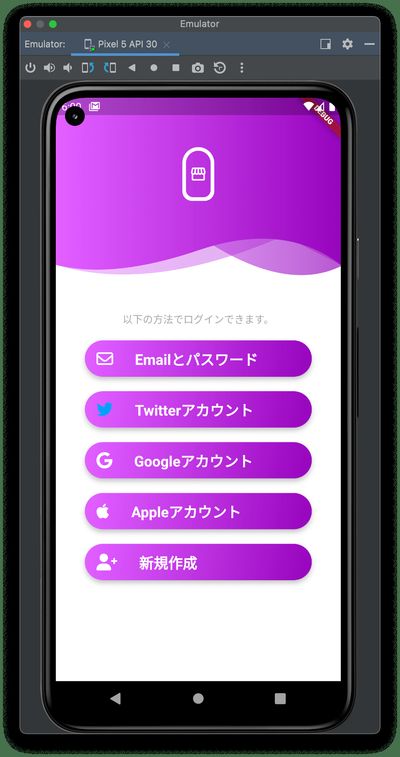 Emulator
Emulator:
Pixel 5 API 30
DEBUG
以下の方法でログインできます。
Emailとパスワード
Twitterアカウント
Googleアカウント
Appleアカウント
新規作成